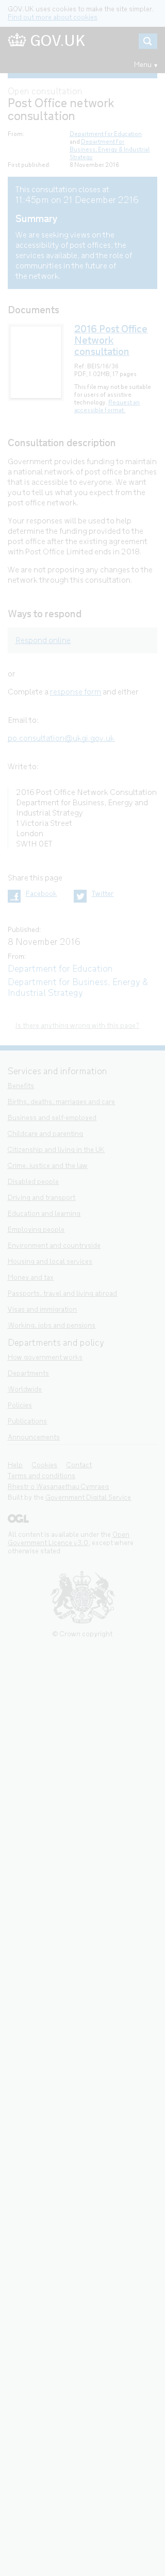 GOV.UK uses cookies to make the site simpler.
Find out more about cookies
GOV.UK
Menu
Open consultation
Post Office network
consultation
From:
Department for Education
and Department for
Business, Energy & Industrial
Strategy
First published:
8 November 2016
This consultation closes at
11:45pm on 21 December 2216
Summary
We are seeking views on the
accessibility of post offices, the
services available, and the role of
communities in the future of
the network.
Documents
2016 Post Office
Network
consultation
Ref: BEIS/16/36
PDF, 1.02MB, 17 pages
This file may not be suitable
for users of assistive
technology. Request an
accessible format.
Consultation description
Government provides funding to maintain
a national network of post office branches
that is accessible to everyone. We want
you to tell us what you expect from the
post office network.
Your responses will be used to help
determine the funding provided to the
post office after the existing agreement
with Post Office Limited ends in 2018.
We are not proposing any changes to the
network through this consultation.
Ways to respond
Respond online
or
Complete a response form and either
Email to:
Write to:
2016 Post Office Network Consultation
Department for Business, Energy and
Industrial Strategy
1 Victoria Street
London
SW1H 0ET
Share this page
Facebook
Twitter
Published:
8 November 2016
From:
Department for Education
Department for Business, Energy &
Industrial Strategy
Is there anything wrong with this page?
Services and information
Benefits
Births, deaths, marriages and care
Business and self-employed
Childcare and parenting
Citizenship and living in the UK
Crime, justice and the law
Disabled people
Driving and transport
Education and learning
Employing people
Environment and countryside
Housing and local services
Money and tax
Passports, travel and living abroad
Visas and immigration
Working, jobs and pensions
Departments and policy
How government works
Departments
Worldwide
Policies
Publications
Announcements
Help Cookies Contact
Terms and conditions
Rhestr o Wasanaethau Cymraeg
Built by the Government Digital Service
OGL
All content is available under the Open
Government Licence v3.0, except where
otherwise stated
© Crown copyright